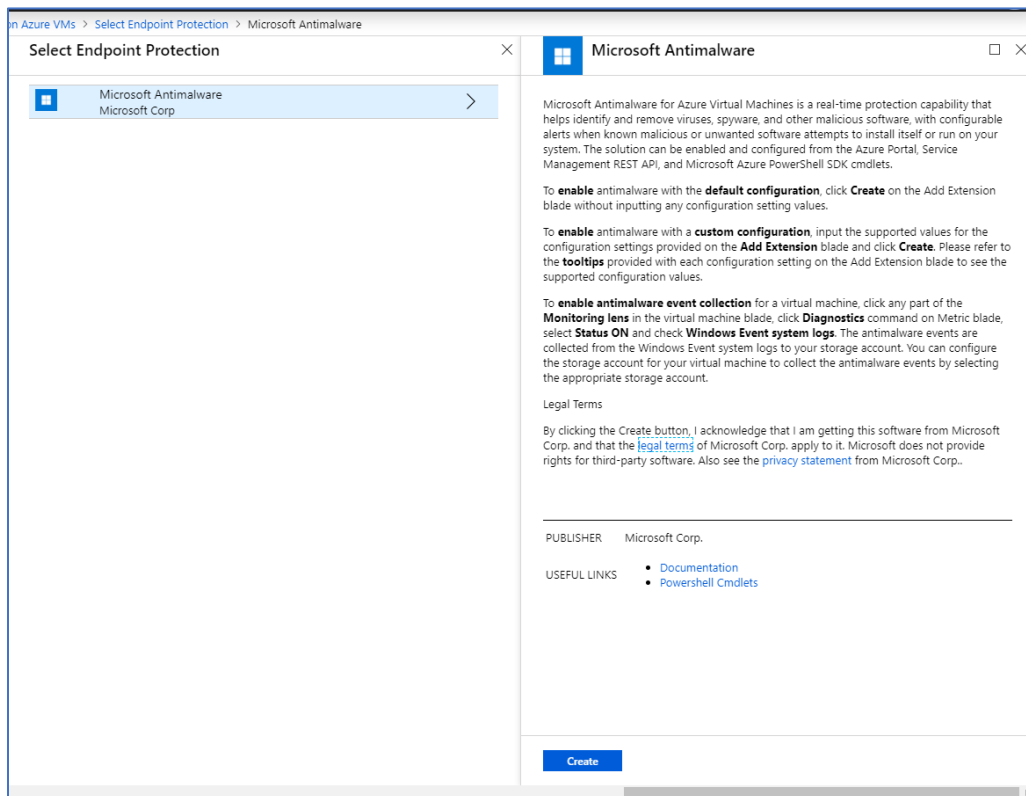 on Azure VMs > Select Endpoint Protection > Microsoft Antimalware
Select Endpoint Protection
Microsoft Antimalware
Microsoft Corp
Microsoft Antimalware
Microsoft Antimalware for Azure Virtual Machines is a real-time protection capability that
helps identify and remove viruses, spyware, and other malicious software, with configurable
alerts when known malicious or unwanted software attempts to install itself or run on your
system. The solution can be enabled and configured from the Azure Portal, Service
Management REST API, and Microsoft Azure PowerShell SDK cmdlets.
To enable antimalware with the default configuration, click Create on the Add Extension
blade without inputting any configuration setting values.
To enable antimalware with a custom configuration, input the supported values for the
configuration settings provided on the Add Extension blade and click Create. Please refer to
the tooltips provided with each configuration setting on the Add Extension blade to see the
supported configuration values.
To enable antimalware event collection for a virtual machine, click any part of the
Monitoring lens in the virtual machine blade, click Diagnostics command on Metric blade,
select Status ON and check Windows Event system logs. The antimalware events are
collected from the Windows Event system logs to your storage account. You can configure
the storage account for your virtual machine to collect the antimalware events by selecting
the appropriate storage account.
Legal Terms
By clicking the Create button, I acknowledge that I am getting this software from Microsoft
Corp. and that the legal terms of Microsoft Corp. apply to it. Microsoft does not provide
rights for third-party software. Also see the privacy statement from Microsoft Corp..
PUBLISHER Microsoft Corp.
USEFUL LINKS • Documentation
• Powershell Cmdlets
Create